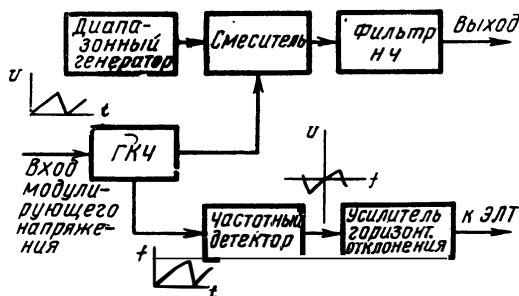 Диапа-
зонный
генератор
Смеситель
Фильтр
НЧ
Выход
U
t
ГКЧ
Вход
модули-
рующего
напряже-
ния
U
f
Частотный
детектор
Усилитель
горизонт.
отклонения
к ЭЛТ
f
t